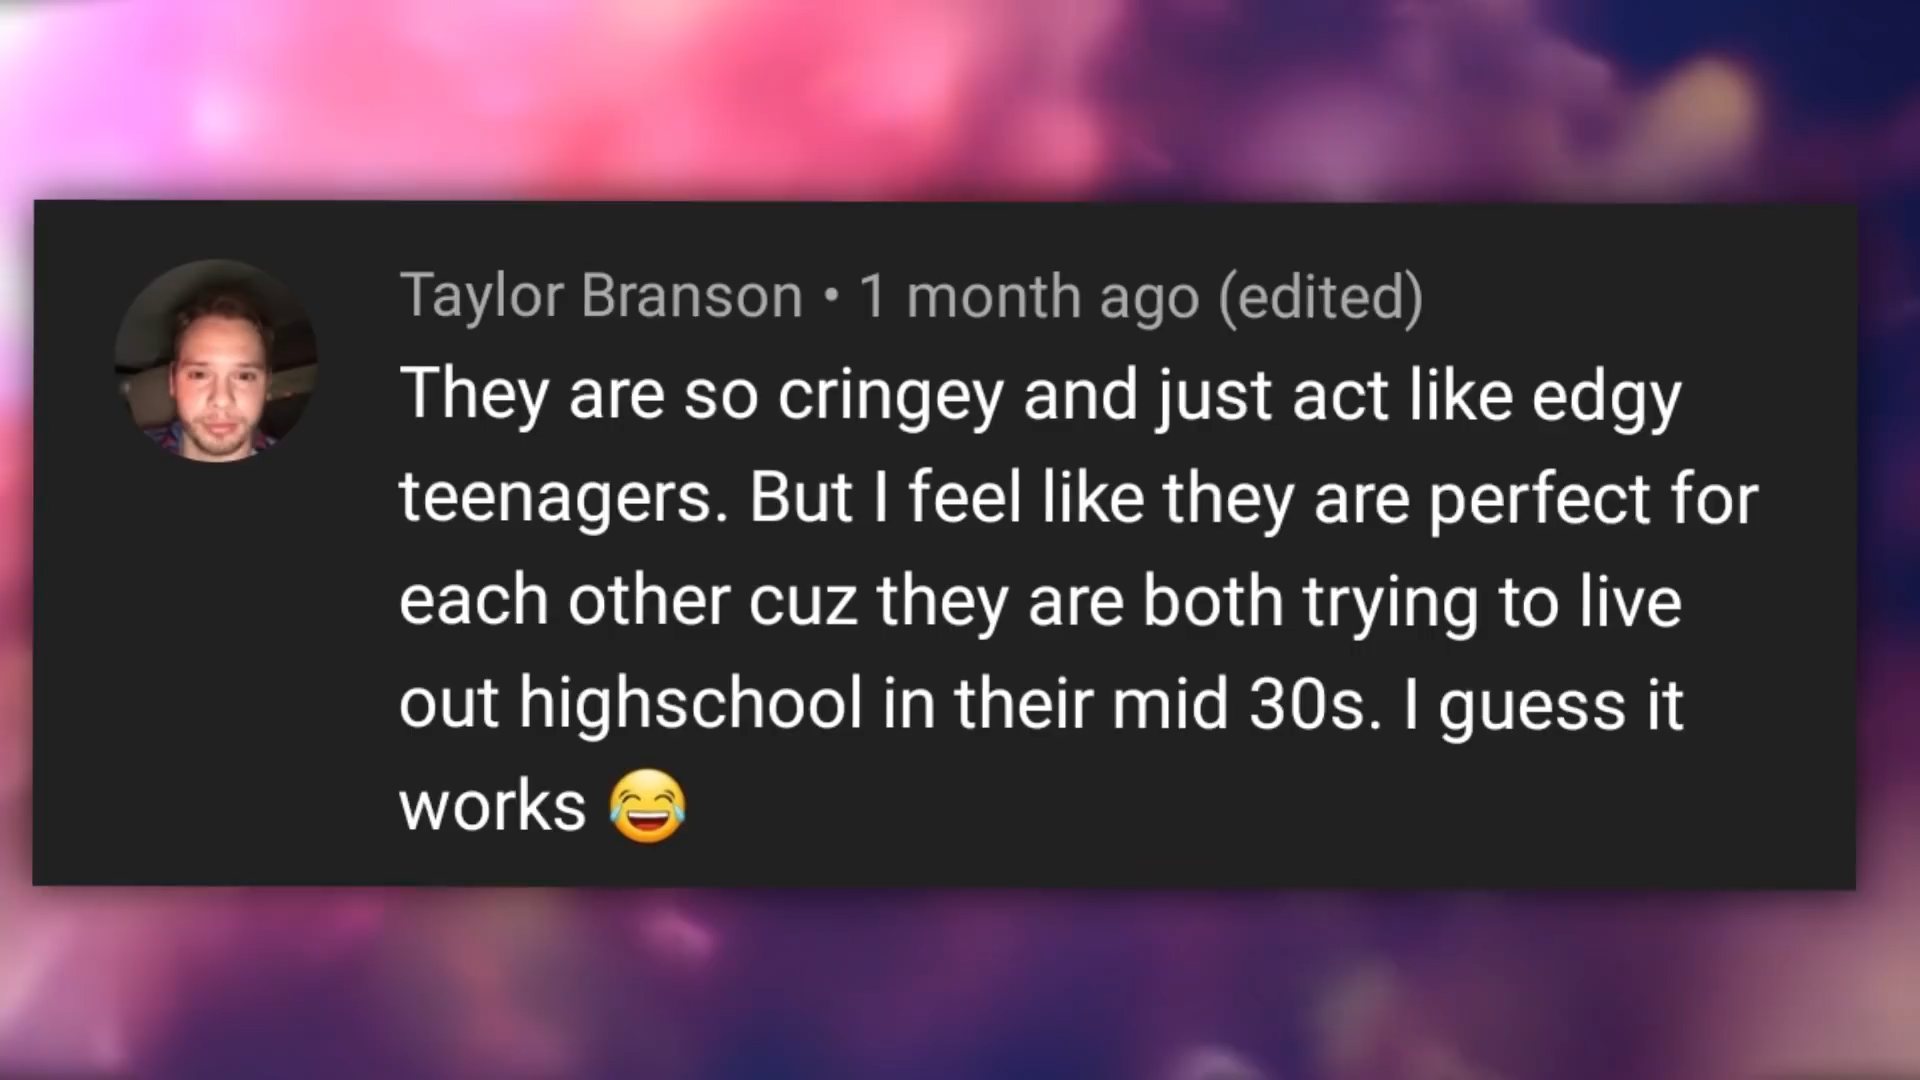 Taylor Branson • 1 month ago (edited)
They are so cringey and just act like edgy
teenagers. But I feel like they are perfect for
each other cuz they are both trying to live
out highschool in their mid 30s. I guess it
works 😂